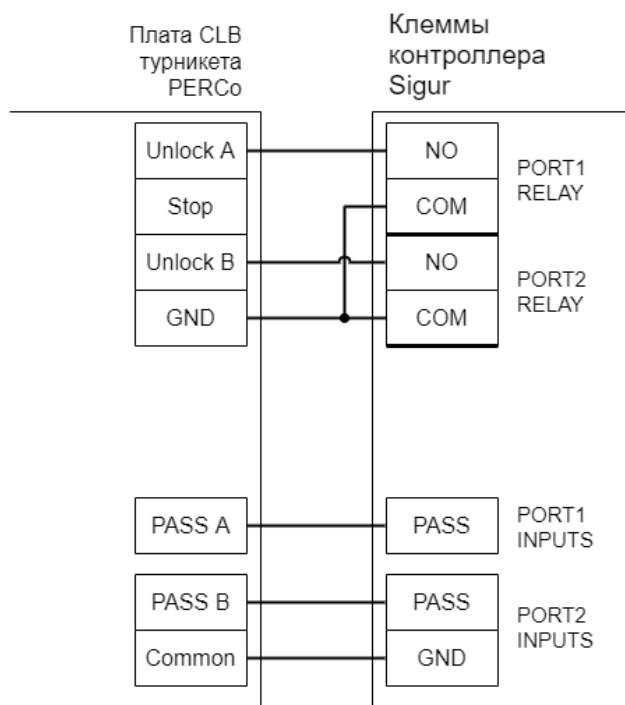 Плата CLB
турникета
PERCo
Клеммы
контроллера
Sigur
Unlock A
NO
PORT1
RELAY
Stop
COM
Unlock B
NO
PORT2
RELAY
GND
COM
PASS A
PASS
PORT1
INPUTS
PASS B
PASS
PORT2
INPUTS
Common
GND